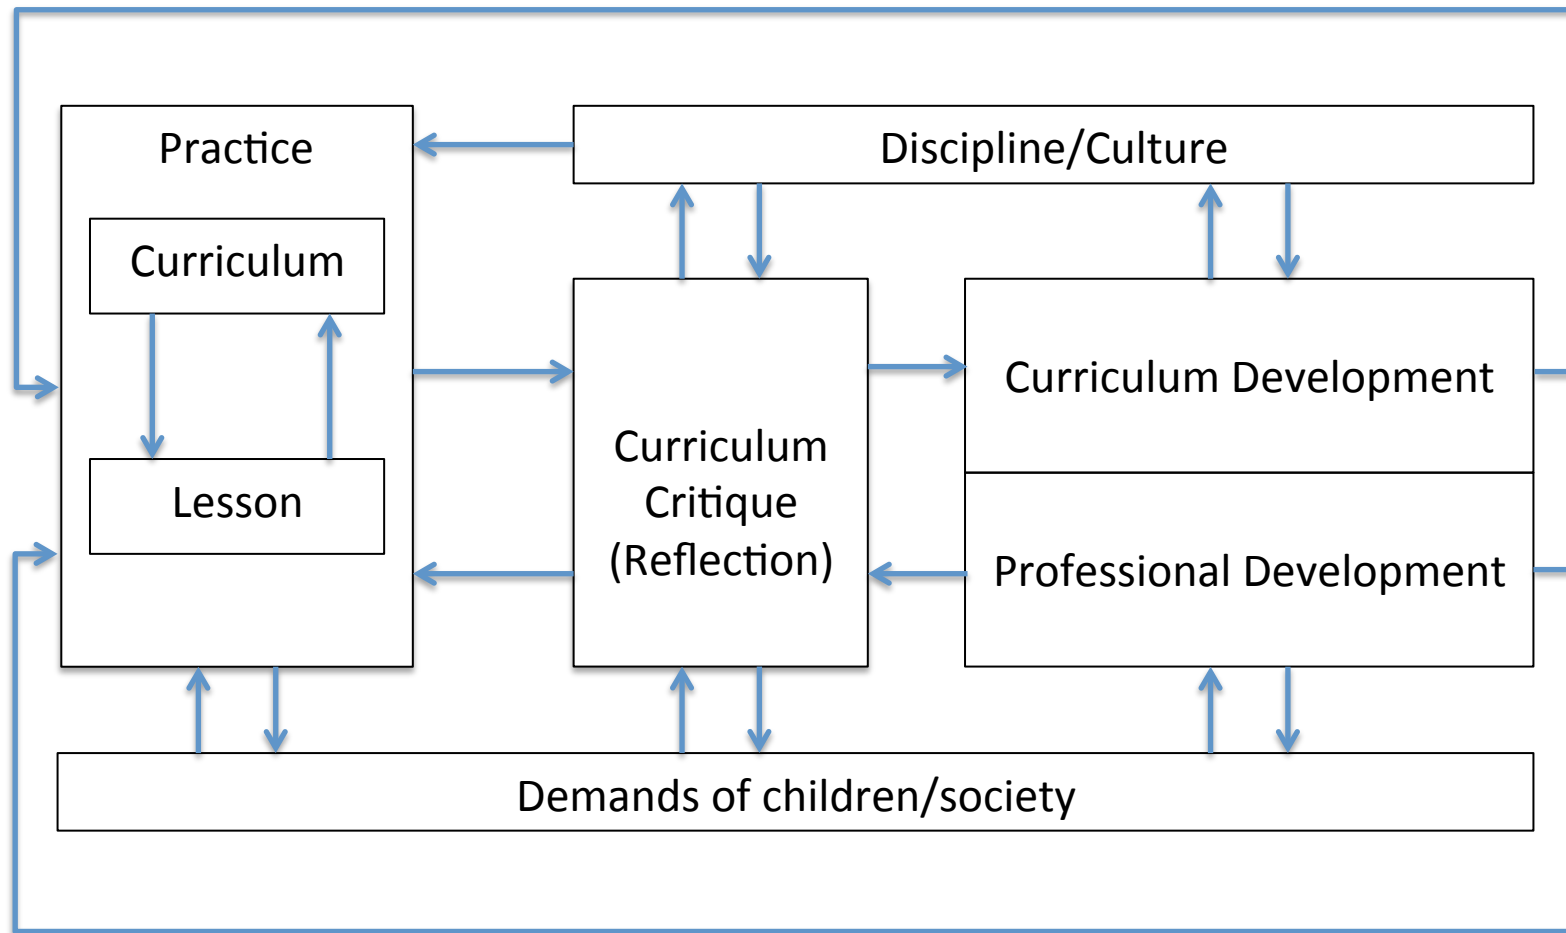 Practice
Discipline/Culture
Curriculum
Lesson
Curriculum
Critique
(Reflection)
Curriculum Development
Professional Development
Demands of children/society